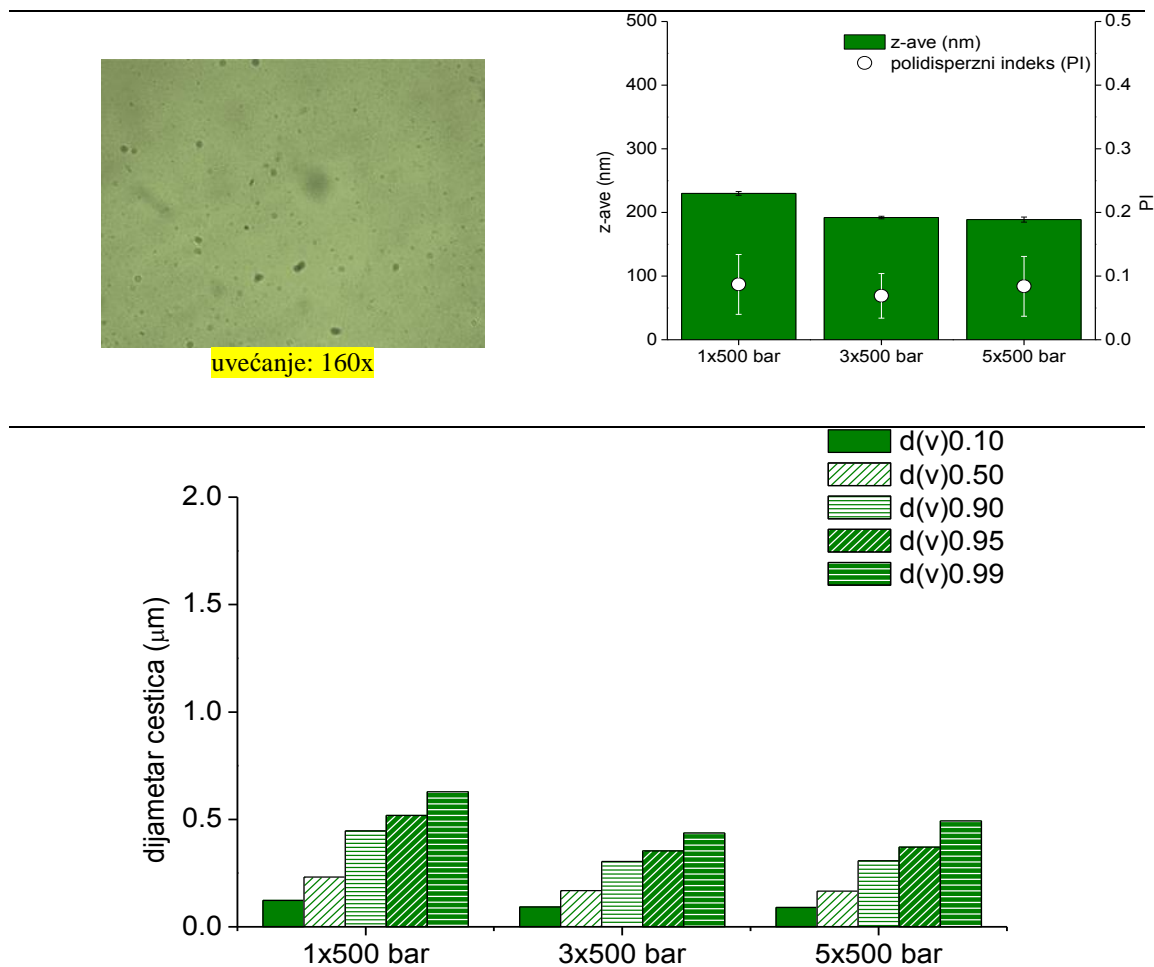 500
400
300
200
100
0
z-ave (nm)
z-ave (nm)
polidisperzni indeks (PI)
0.5
0.4
0.3
0.2
0.1
0.0
PI
1x500 bar 3x500 bar 5x500 bar
uvećanje: 160x
d(v)0.10
d(v)0.50
d(v)0.90
d(v)0.95
d(v)0.99
2.0
1.5
1.0
0.5
0.0
dijametar cestica (μm)
1x500 bar 3x500 bar 5x500 bar